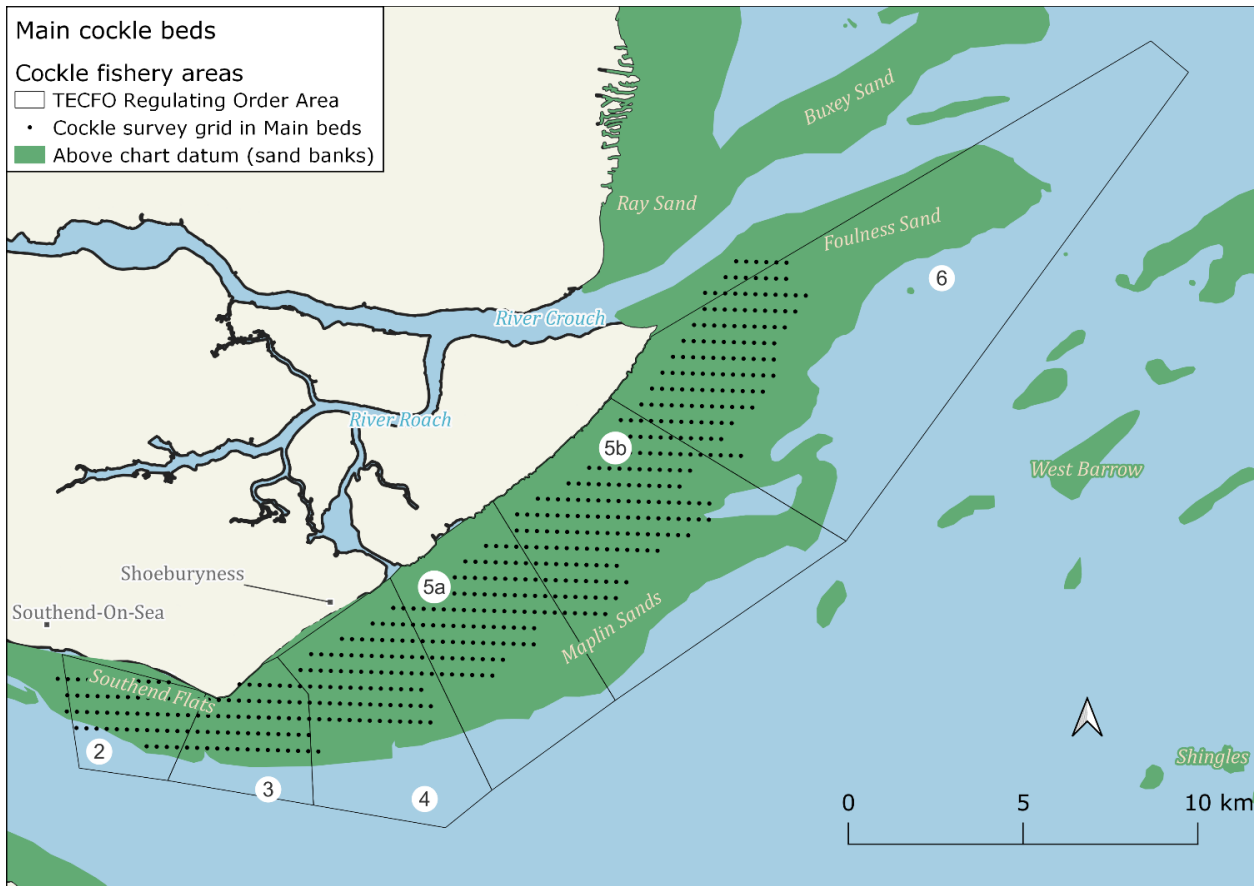 Main cockle beds
Cockle fishery areas
TECFO Regulating Order Area
Cockle survey grid in Main beds
Above chart datum (sand banks)
Buxey Sand
Ray Sand
Foulness Sand
6
River Crouch
River Roach
5b
West Barrow
Shoeburyness
5a
Southend-On-Sea
Maplin Sands
Southend Flats
2
3
4
Shingles
0 5 10 km